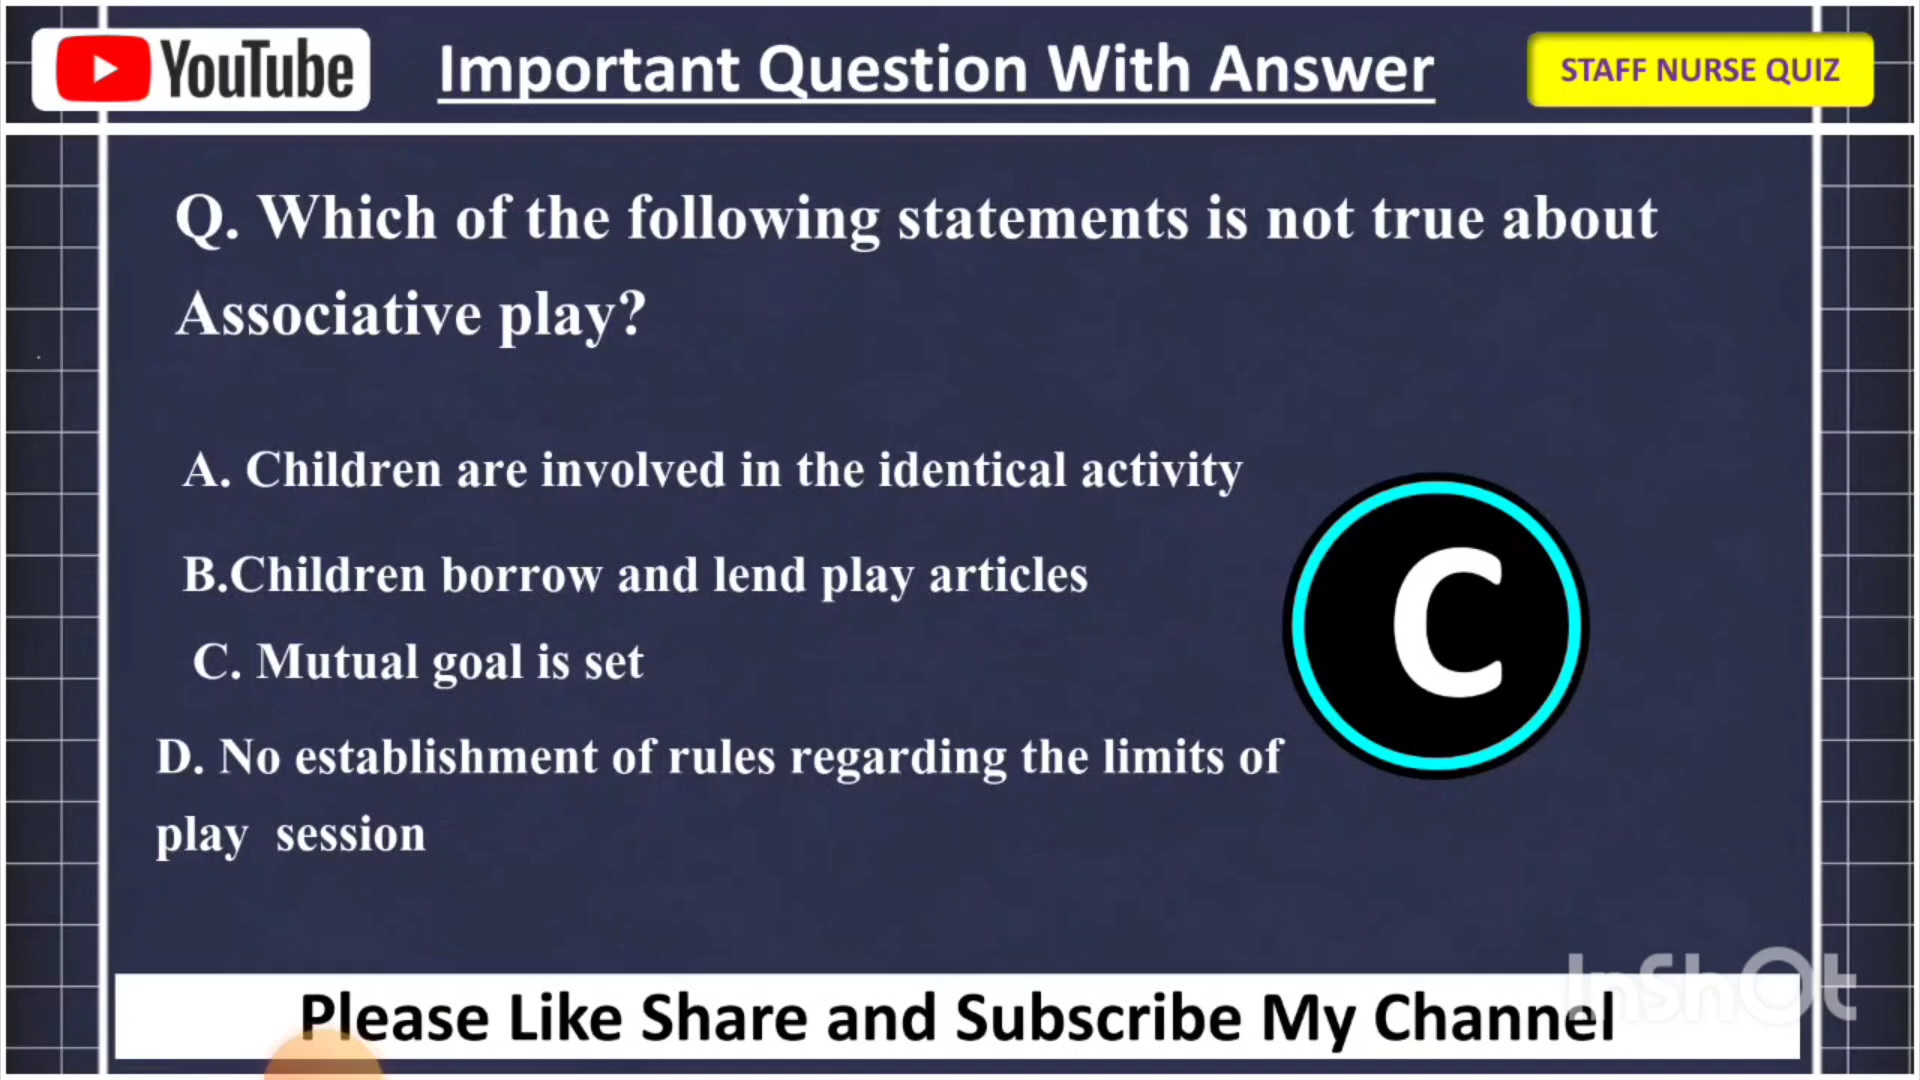 YouTube
Important Question With Answer
STAFF NURSE QUIZ
Q. Which of the following statements is not true about
Associative play?
A. Children are involved in the identical activity
B.Children borrow and lend play articles
C. Mutual goal is set
D. No establishment of rules regarding the limits of
play session
C
InShOt
Please Like Share and Subscribe My Channel